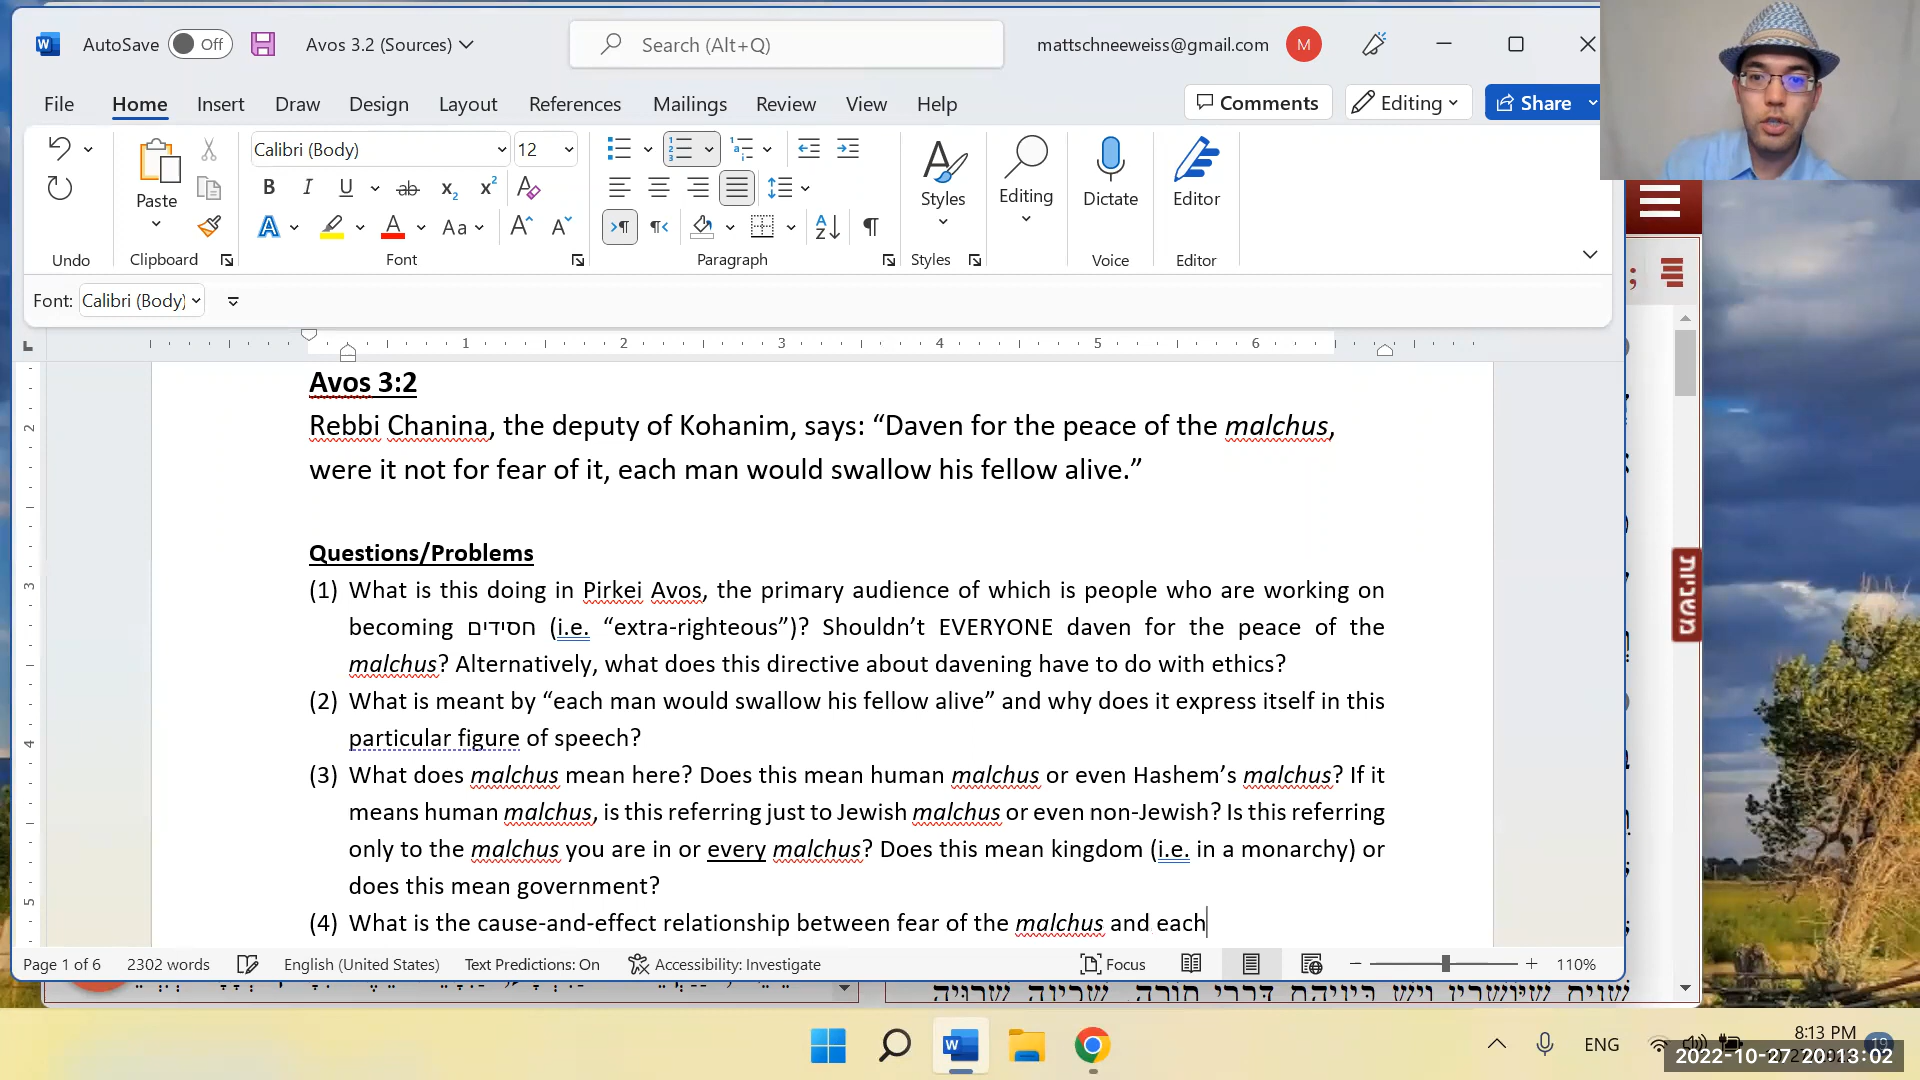 AutoSave Off Avos 3.2 (Sources) Search (Alt+Q) mattschneeweiss@gmail.com M
File Home Insert Draw Design Layout References Mailings Review View Help Comments Editing Share
Calibri (Body) 12
Paste Styles Editing Dictate Editor
Undo Clipboard Font Paragraph Styles Voice Editor
Font: Calibri (Body)
1 2 3 4 5 6
Avos 3:2
Rebbi Chanina, the deputy of Kohanim, says: “Daven for the peace of the malchus,
were it not for fear of it, each man would swallow his fellow alive.”
Questions/Problems
(1) What is this doing in Pirkei Avos, the primary audience of which is people who are working on
becoming חסידים (i.e. “extra-righteous”)? Shouldn’t EVERYONE daven for the peace of the
malchus? Alternatively, what does this directive about davening have to do with ethics?
(2) What is meant by “each man would swallow his fellow alive” and why does it express itself in this
particular figure of speech?
(3) What does malchus mean here? Does this mean human malchus or even Hashem’s malchus? If it
means human malchus, is this referring just to Jewish malchus or even non-Jewish? Is this referring
only to the malchus you are in or every malchus? Does this mean kingdom (i.e. in a monarchy) or
does this mean government?
(4) What is the cause-and-effect relationship between fear of the malchus and each
משניות
Page 1 of 6 2302 words English (United States) Text Predictions: On Accessibility: Investigate Focus 110%
ENG 8:13 PM
19
2022-10-27 20:13:02